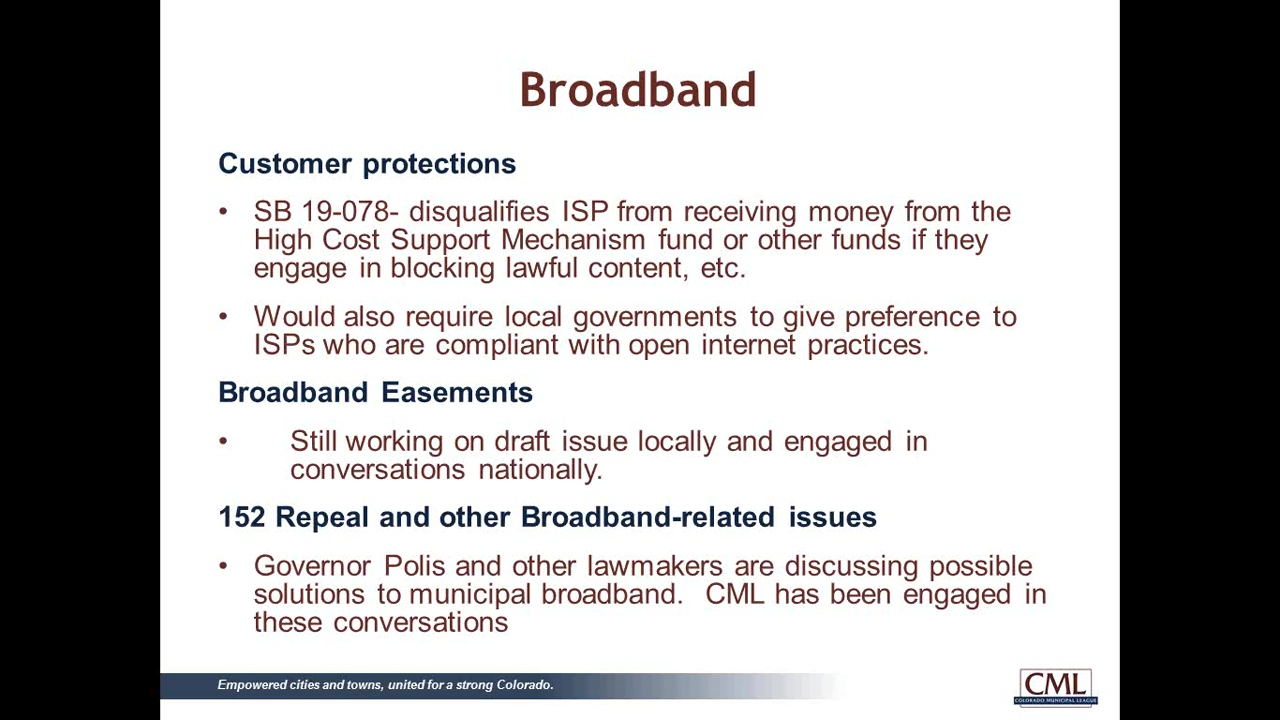 Broadband
Customer protections
• SB 19-078- disqualifies ISP from receiving money from the
High Cost Support Mechanism fund or other funds if they
engage in blocking lawful content, etc.
• Would also require local governments to give preference to
ISPs who are compliant with open internet practices.
Broadband Easements
• Still working on draft issue locally and engaged in
conversations nationally.
152 Repeal and other Broadband-related issues
• Governor Polis and other lawmakers are discussing possible
solutions to municipal broadband. CML has been engaged in
these conversations
Empowered cities and towns, united for a strong Colorado.
CML
COLORADO MUNICIPAL LEAGUE